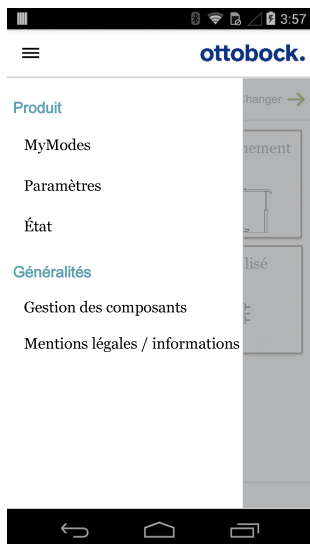 3:57
ottobock.
Changer
Produit
MyModes
Paramètres
État
Généralités
Gestion des composants
Mentions légales / informations
nement
lisé